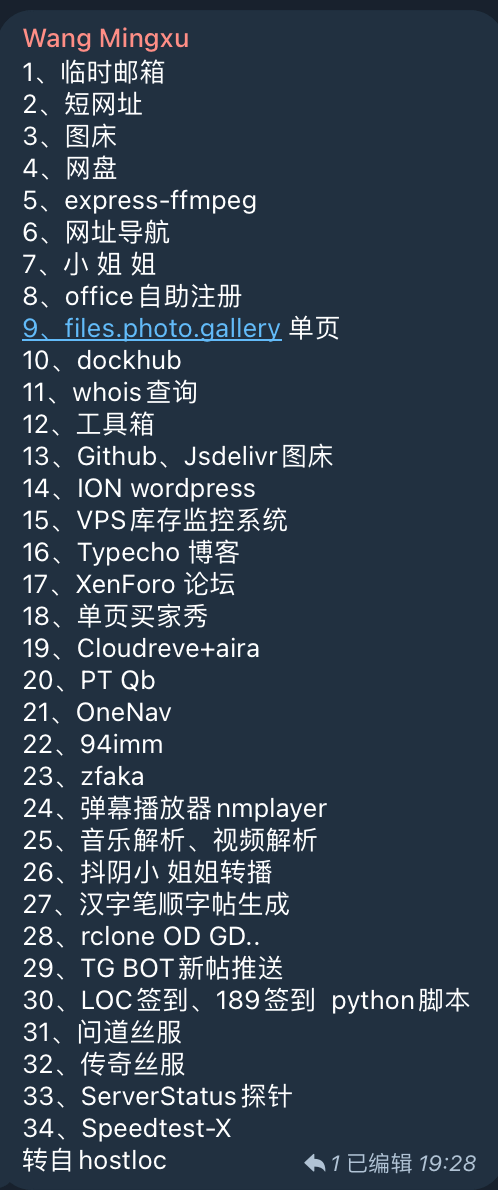 Wang Mingxu
1、临时邮箱
2、短网址
3、图床
4、网盘
5、express-ffmpeg
6、网址导航
7、小 姐 姐
8、office自助注册
9、files.photo.gallery 单页
10、dockhub
11、whois查询
12、工具箱
13、Github、Jsdelivr图床
14、ION wordpress
15、VPS库存监控系统
16、Typecho 博客
17、XenForo 论坛
18、单页买家秀
19、Cloudreve+aira
20、PT Qb
21、OneNav
22、94imm
23、zfaka
24、弹幕播放器nmplayer
25、音乐解析、视频解析
26、抖阴小 姐姐转播
27、汉字笔顺字帖生成
28、rclone OD GD..
29、TG BOT新帖推送
30、LOC签到、189签到  python脚本
31、问道丝服
32、传奇丝服
33、ServerStatus探针
34、Speedtest-X
转自hostloc 1 已编辑 19:28